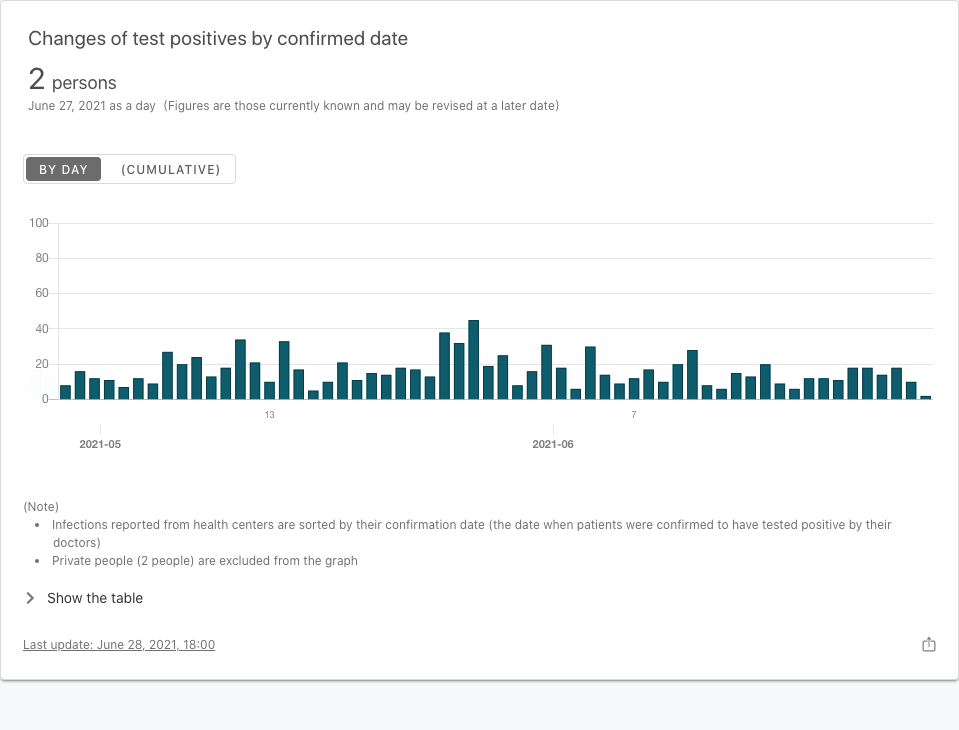 Changes of test positives by confirmed date
2 persons
June 27, 2021 as a day (Figures are those currently known and may be revised at a later date)
BY DAY (CUMULATIVE)
100
80
60
40
20
0
13 7
2021-05 2021-06
(Note)
• Infections reported from health centers are sorted by their confirmation date (the date when patients were confirmed to have tested positive by their
doctors)
• Private people (2 people) are excluded from the graph
Show the table
Last update: June 28, 2021, 18:00